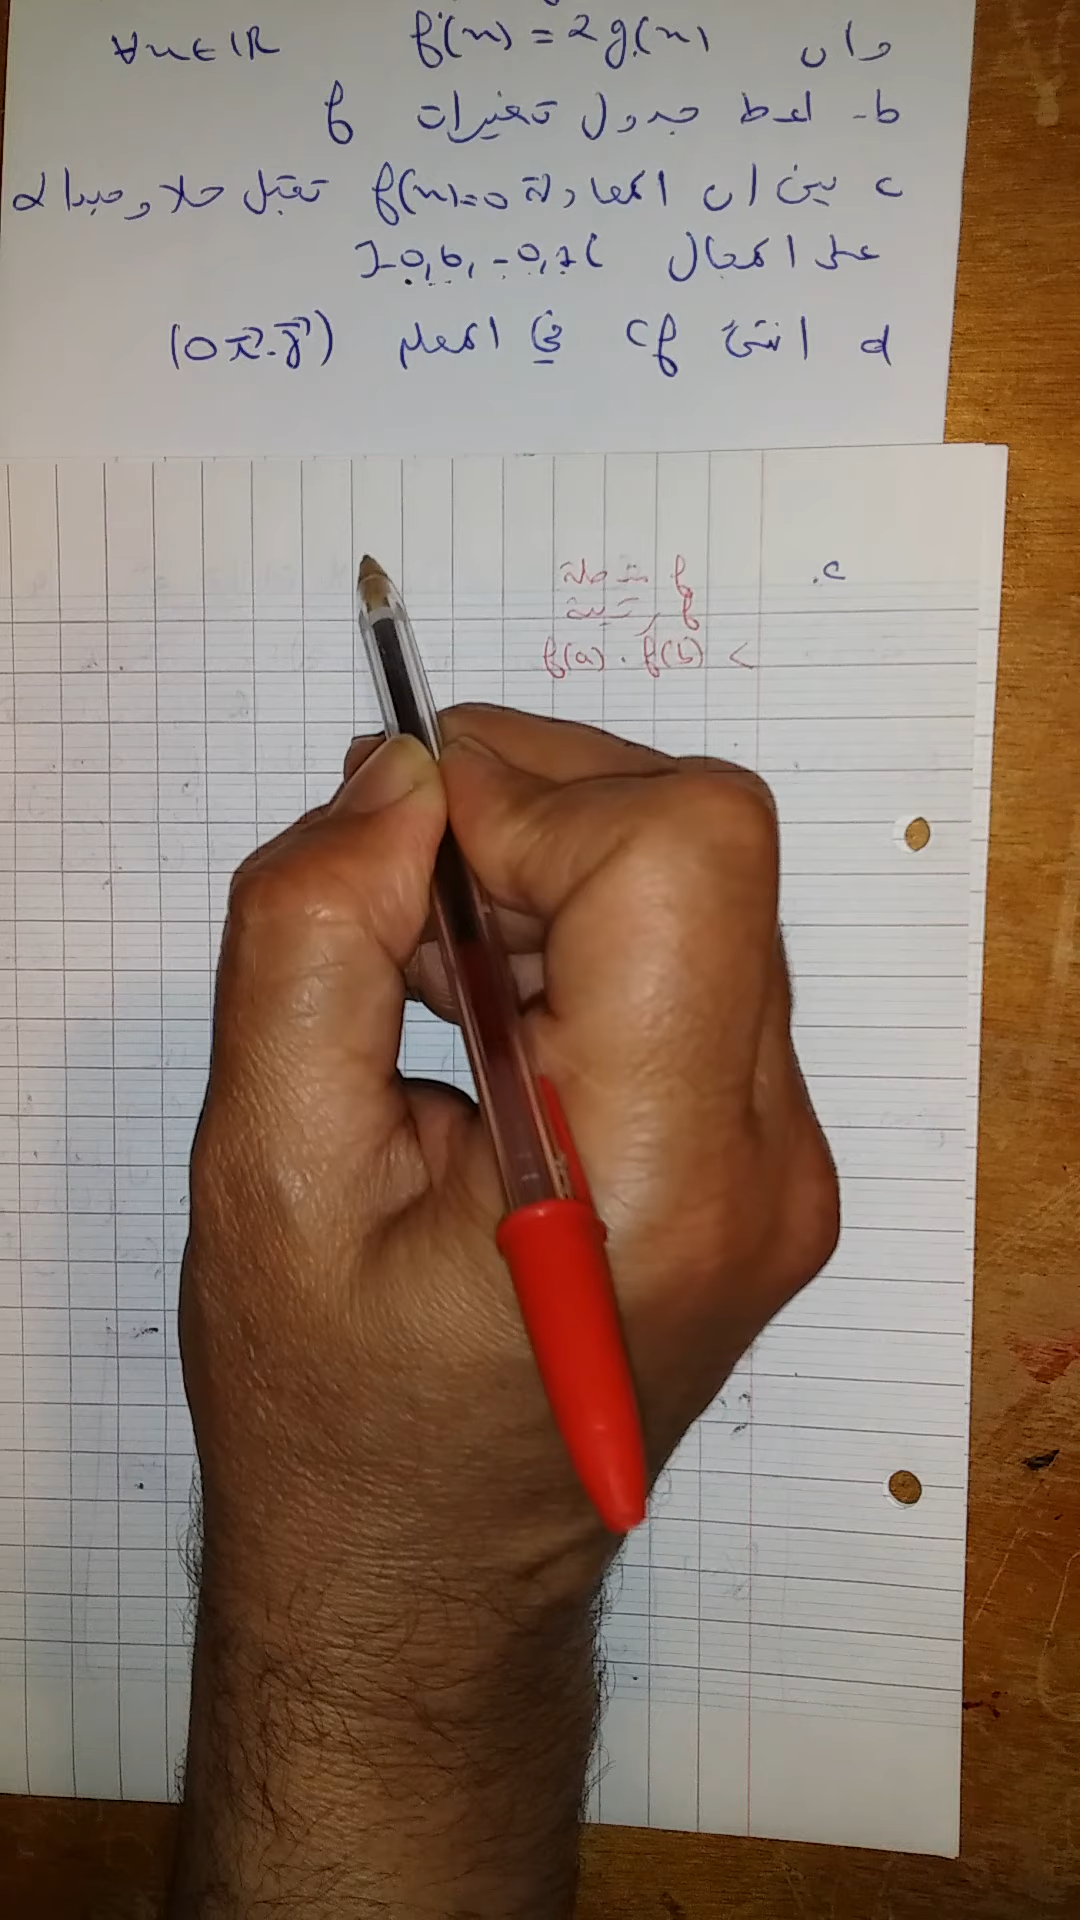 وان f'(x) = 2g(x) ∀x∈IR
b- اعط جدول تغيرات f
c بين ان المعادلة f(x)=0 تقبل حلا وحيدا α
على المجال ]-0,6, -0,7[
d انشئ Cf في المعلم (o i⃗.j⃗)
c.
f متصلة
f رتيبة
f(a) . f(b) <